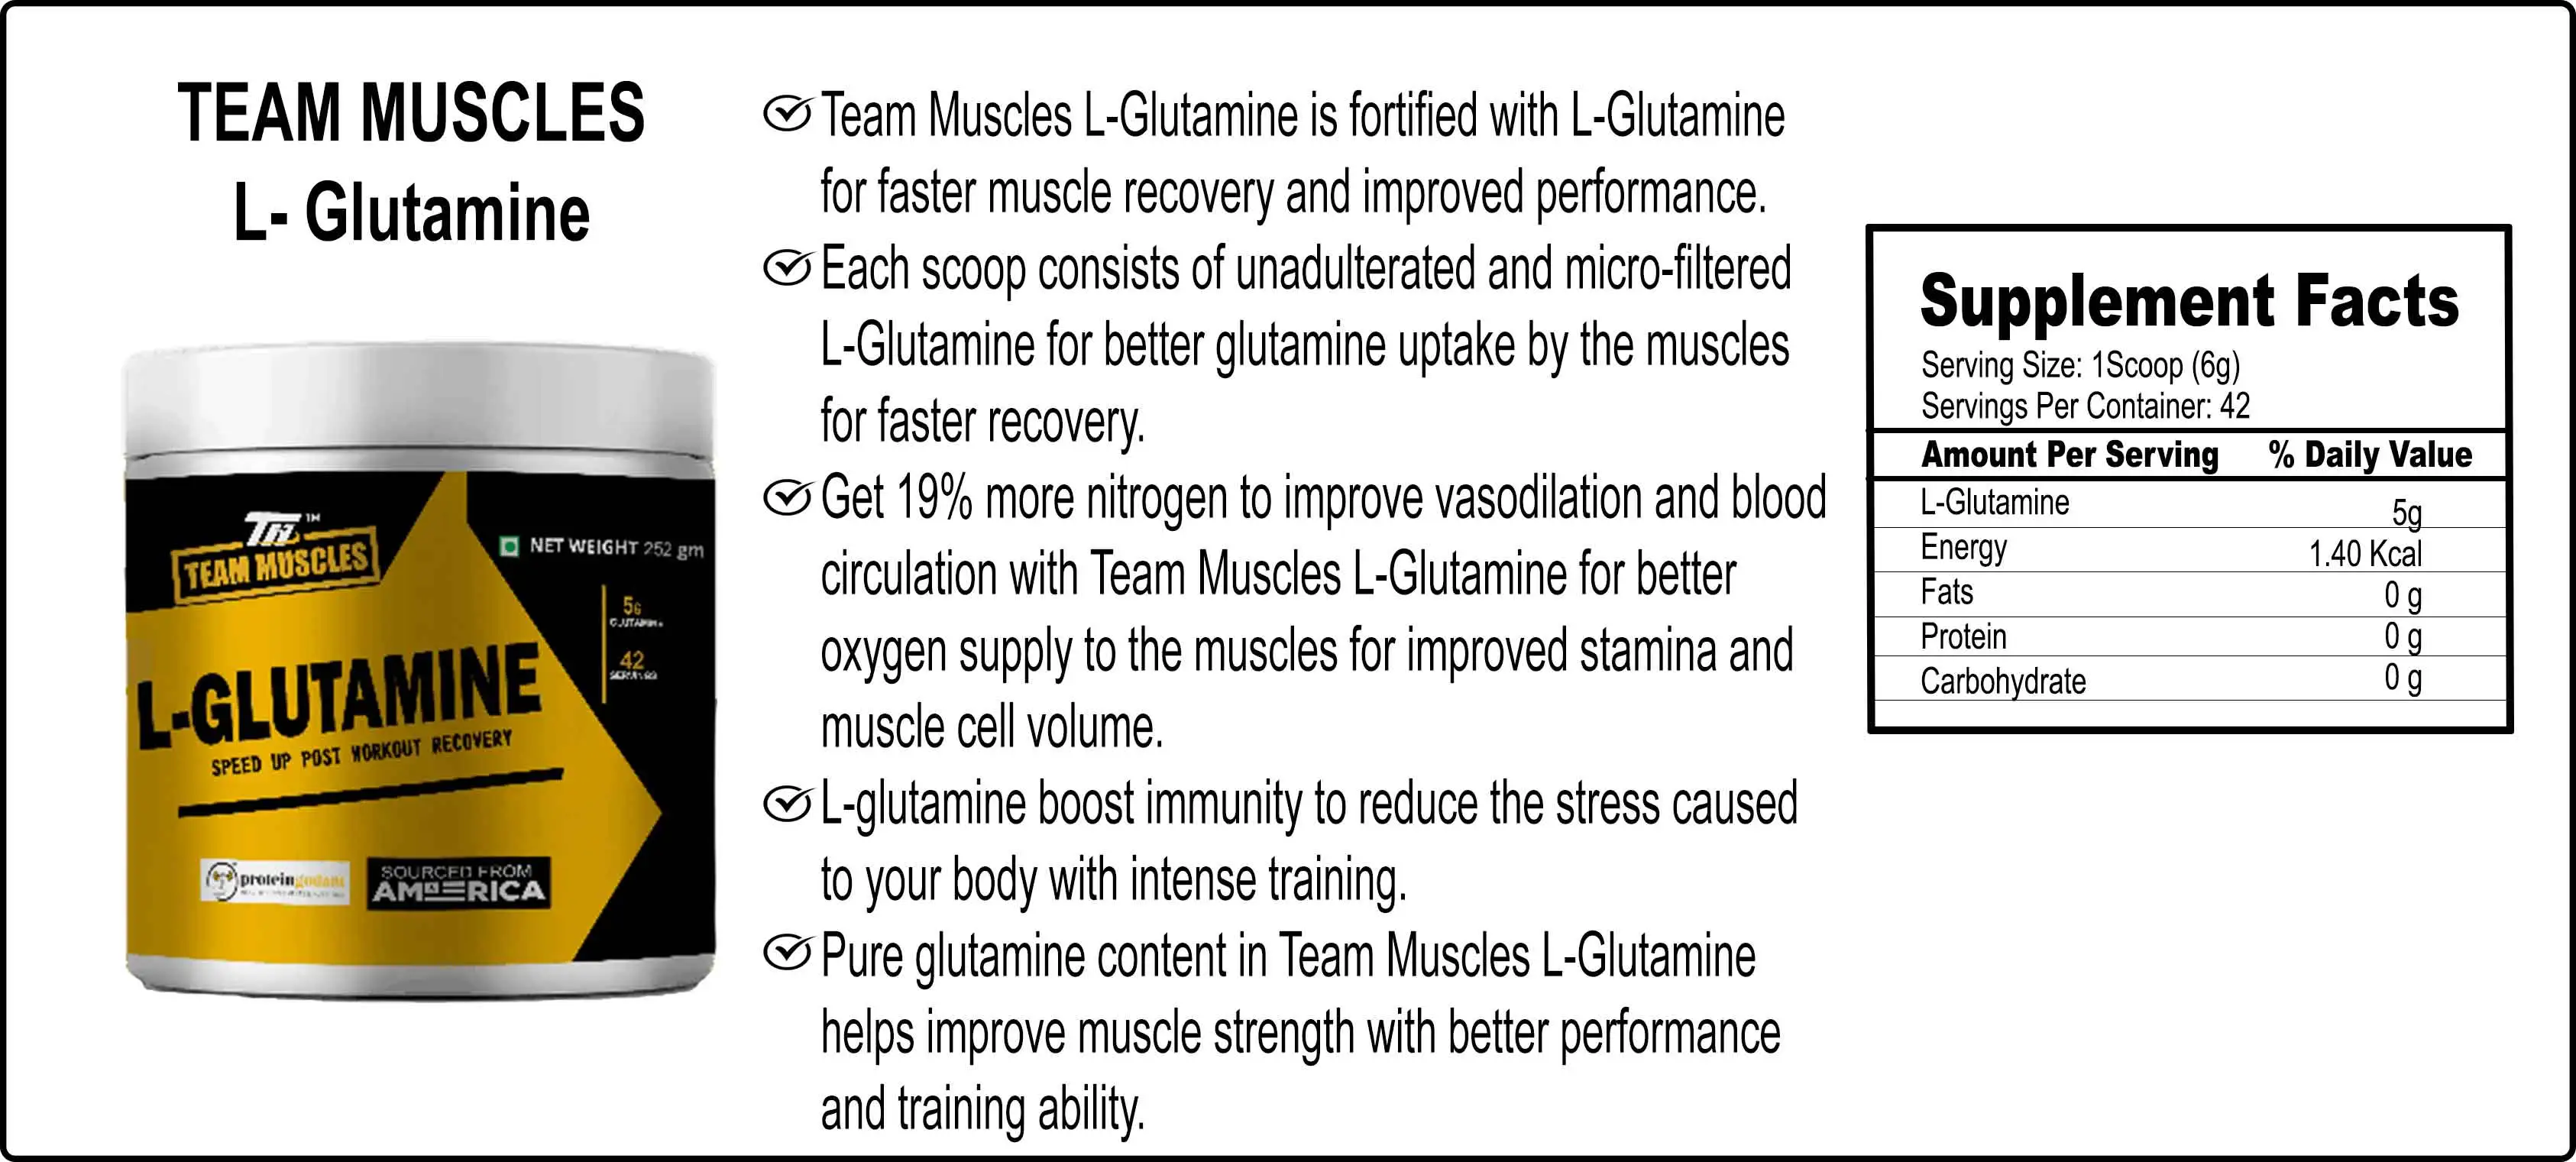 TEAM MUSCLES
L- Glutamine
TM
TEAM MUSCLES
NET WEIGHT 252 gm
5G
GLUTAMINE
42
SERVINGS
L-GLUTAMINE
SPEED UP POST WORKOUT RECOVERY
proteingodam
SOURCED FROM
AMERICA
Team Muscles L-Glutamine is fortified with L-Glutamine
for faster muscle recovery and improved performance.
Each scoop consists of unadulterated and micro-filtered
L-Glutamine for better glutamine uptake by the muscles
for faster recovery.
Get 19% more nitrogen to improve vasodilation and blood
circulation with Team Muscles L-Glutamine for better
oxygen supply to the muscles for improved stamina and
muscle cell volume.
L-glutamine boost immunity to reduce the stress caused
to your body with intense training.
Pure glutamine content in Team Muscles L-Glutamine
helps improve muscle strength with better performance
and training ability.
Supplement Facts
Serving Size: 1Scoop (6g)
Servings Per Container: 42
Amount Per Serving % Daily Value
L-Glutamine 5g
Energy 1.40 Kcal
Fats 0 g
Protein 0 g
Carbohydrate 0 g